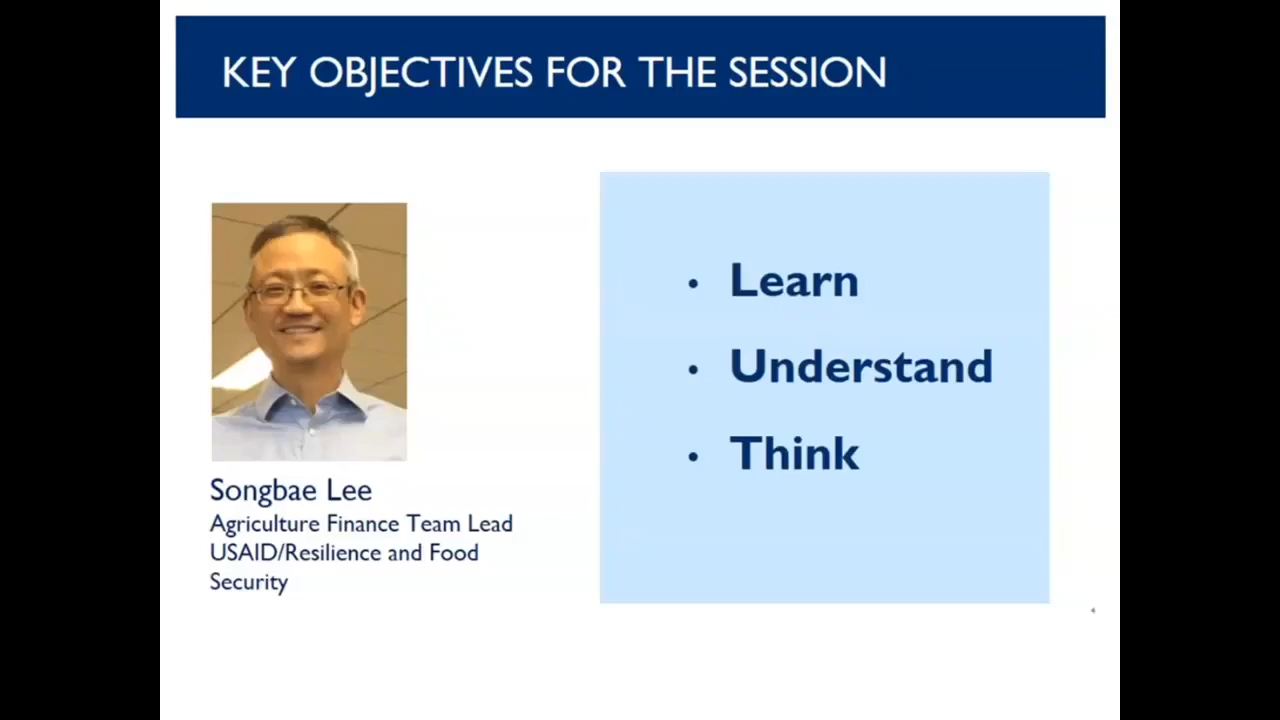 KEY OBJECTIVES FOR THE SESSION
Songbae Lee
Agriculture Finance Team Lead
USAID/Resilience and Food
Security
• Learn
• Understand
• Think
4